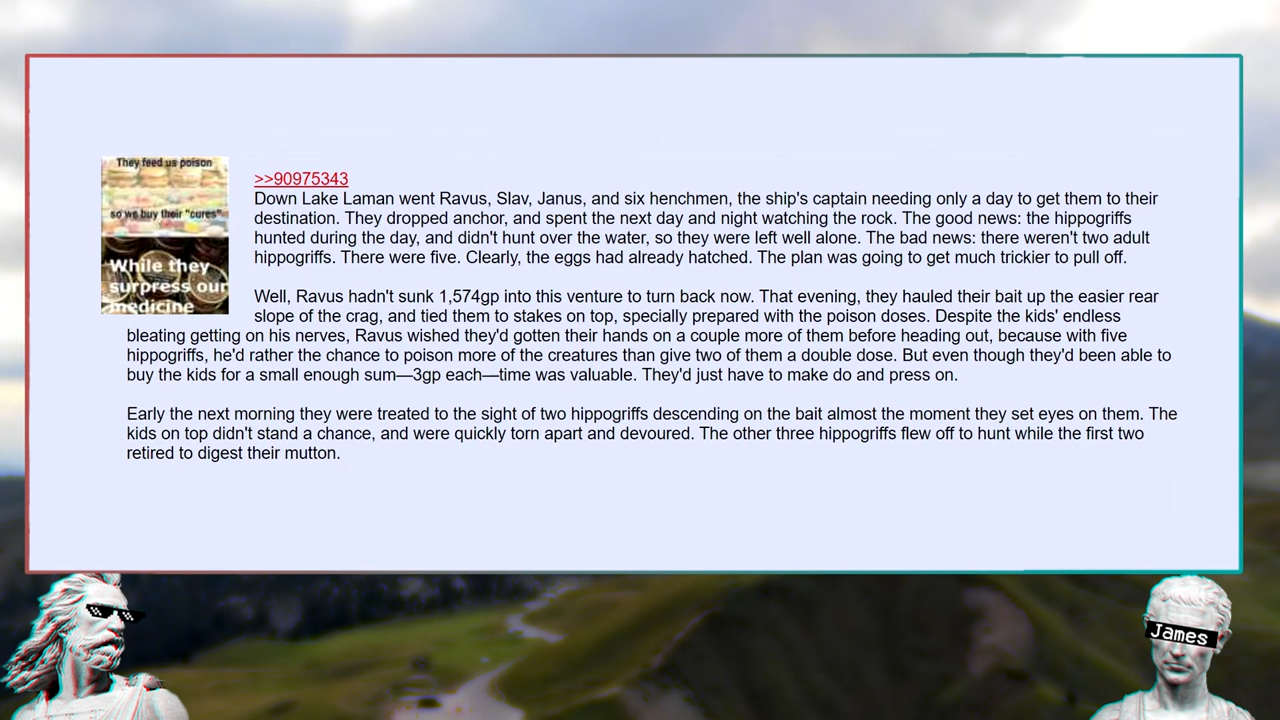 They feed us poison
so we buy their "cures"
While they
surpress our
medicine
>>90975343
Down Lake Laman went Ravus, Slav, Janus, and six henchmen, the ship's captain needing only a day to get them to their
destination. They dropped anchor, and spent the next day and night watching the rock. The good news: the hippogriffs
hunted during the day, and didn't hunt over the water, so they were left well alone. The bad news: there weren't two adult
hippogriffs. There were five. Clearly, the eggs had already hatched. The plan was going to get much trickier to pull off.
Well, Ravus hadn't sunk 1,574gp into this venture to turn back now. That evening, they hauled their bait up the easier rear
slope of the crag, and tied them to stakes on top, specially prepared with the poison doses. Despite the kids' endless
bleating getting on his nerves, Ravus wished they'd gotten their hands on a couple more of them before heading out, because with five
hippogriffs, he'd rather the chance to poison more of the creatures than give two of them a double dose. But even though they'd been able to
buy the kids for a small enough sum—3gp each—time was valuable. They'd just have to make do and press on.
Early the next morning they were treated to the sight of two hippogriffs descending on the bait almost the moment they set eyes on them. The
kids on top didn't stand a chance, and were quickly torn apart and devoured. The other three hippogriffs flew off to hunt while the first two
retired to digest their mutton.
James